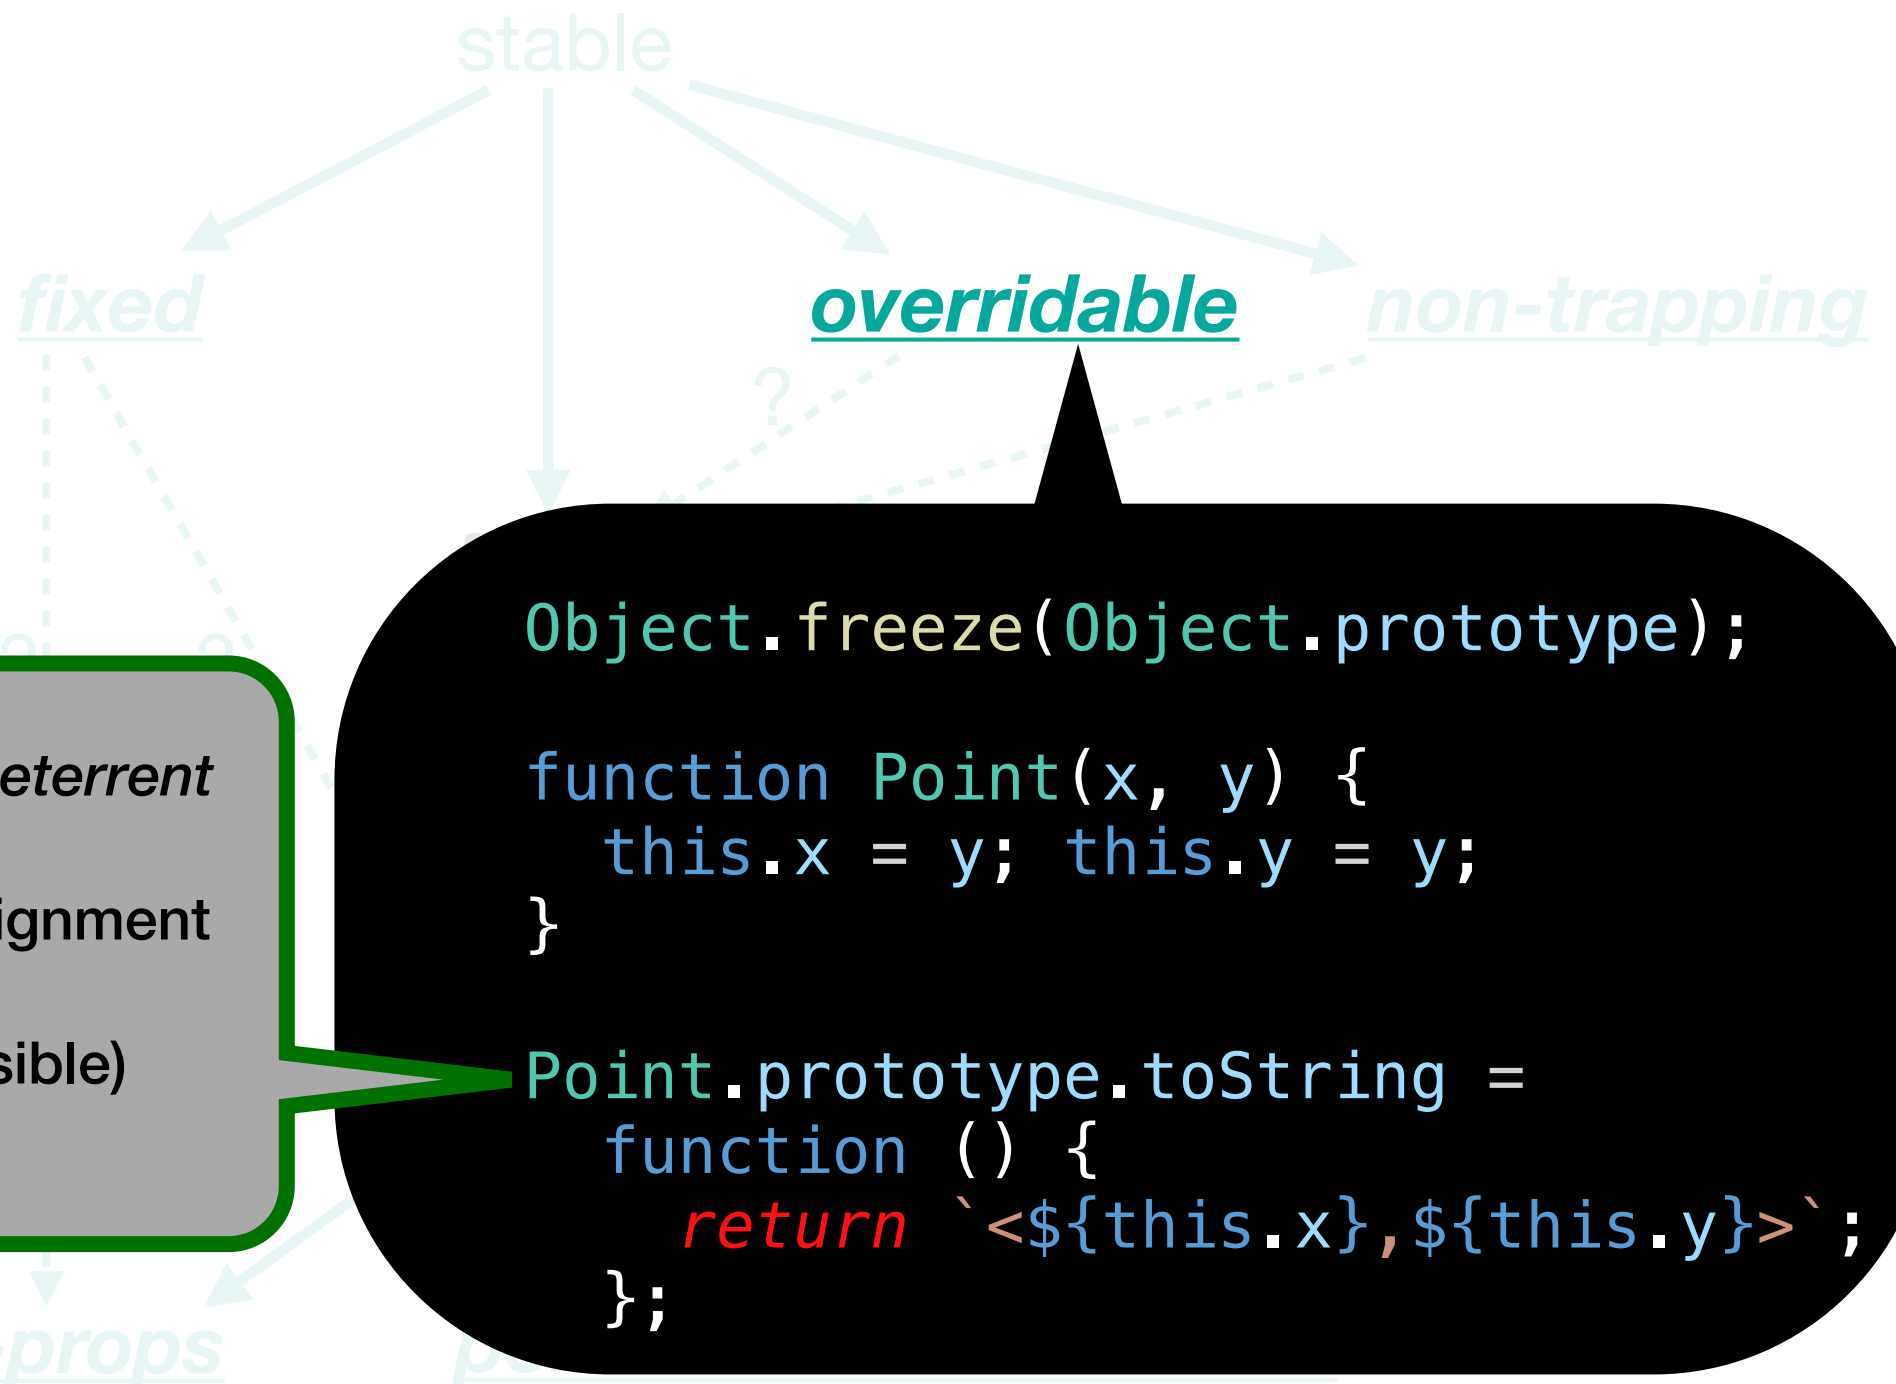 stable
fixed
overridable
non-trapping
?
Object.freeze(Object.prototype);
function Point(x, y) {
this.x = y; this.y = y;
}
Point.prototype.toString =
function () {
return `<${this.x},${this.y}>`;
};
eterrent
ignment
sible)
-props